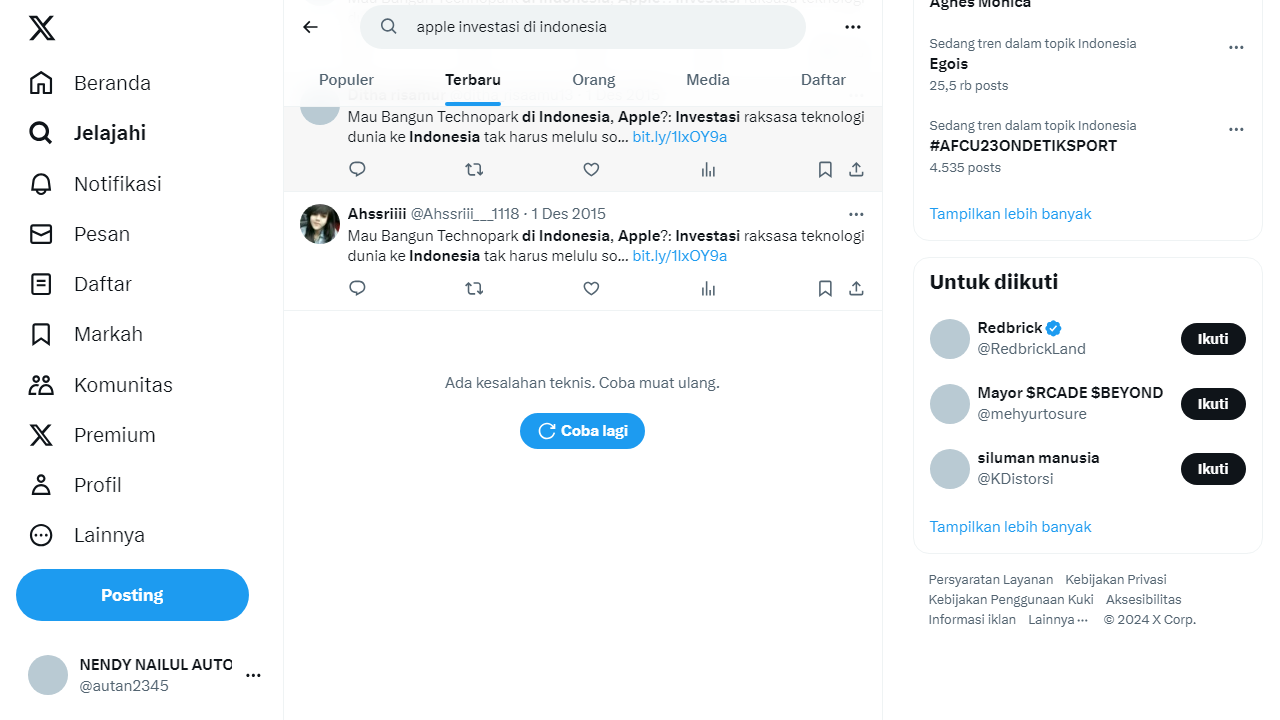 Beranda
Jelajahi
Notifikasi
Pesan
Daftar
Markah
Komunitas
Premium
Profil
Lainnya
Posting
NENDY NAILUL AUTO
@autan2345
apple investasi di indonesia
Populer
Terbaru
Orang
Media
Daftar
Mau Bangun Technopark di Indonesia, Apple?: Investasi raksasa teknologi
dunia ke Indonesia tak harus melulu so... bit.ly/1IxOY9a
Ahssriiii @Ahssriii___1118 · 1 Des 2015
Mau Bangun Technopark di Indonesia, Apple?: Investasi raksasa teknologi
dunia ke Indonesia tak harus melulu so... bit.ly/1IxOY9a
Ada kesalahan teknis. Coba muat ulang.
Coba lagi
Agnes Monica
Sedang tren dalam topik Indonesia
Egois
25,5 rb posts
Sedang tren dalam topik Indonesia
#AFCU23ONDETIKSPORT
4.535 posts
Tampilkan lebih banyak
Untuk diikuti
Redbrick
@RedbrickLand
Ikuti
Mayor $RCADE $BEYOND
@mehyurtosure
Ikuti
siluman manusia
@KDistorsi
Ikuti
Tampilkan lebih banyak
Persyaratan Layanan Kebijakan Privasi
Kebijakan Penggunaan Kuki Aksesibilitas
Informasi iklan Lainnya ··· © 2024 X Corp.